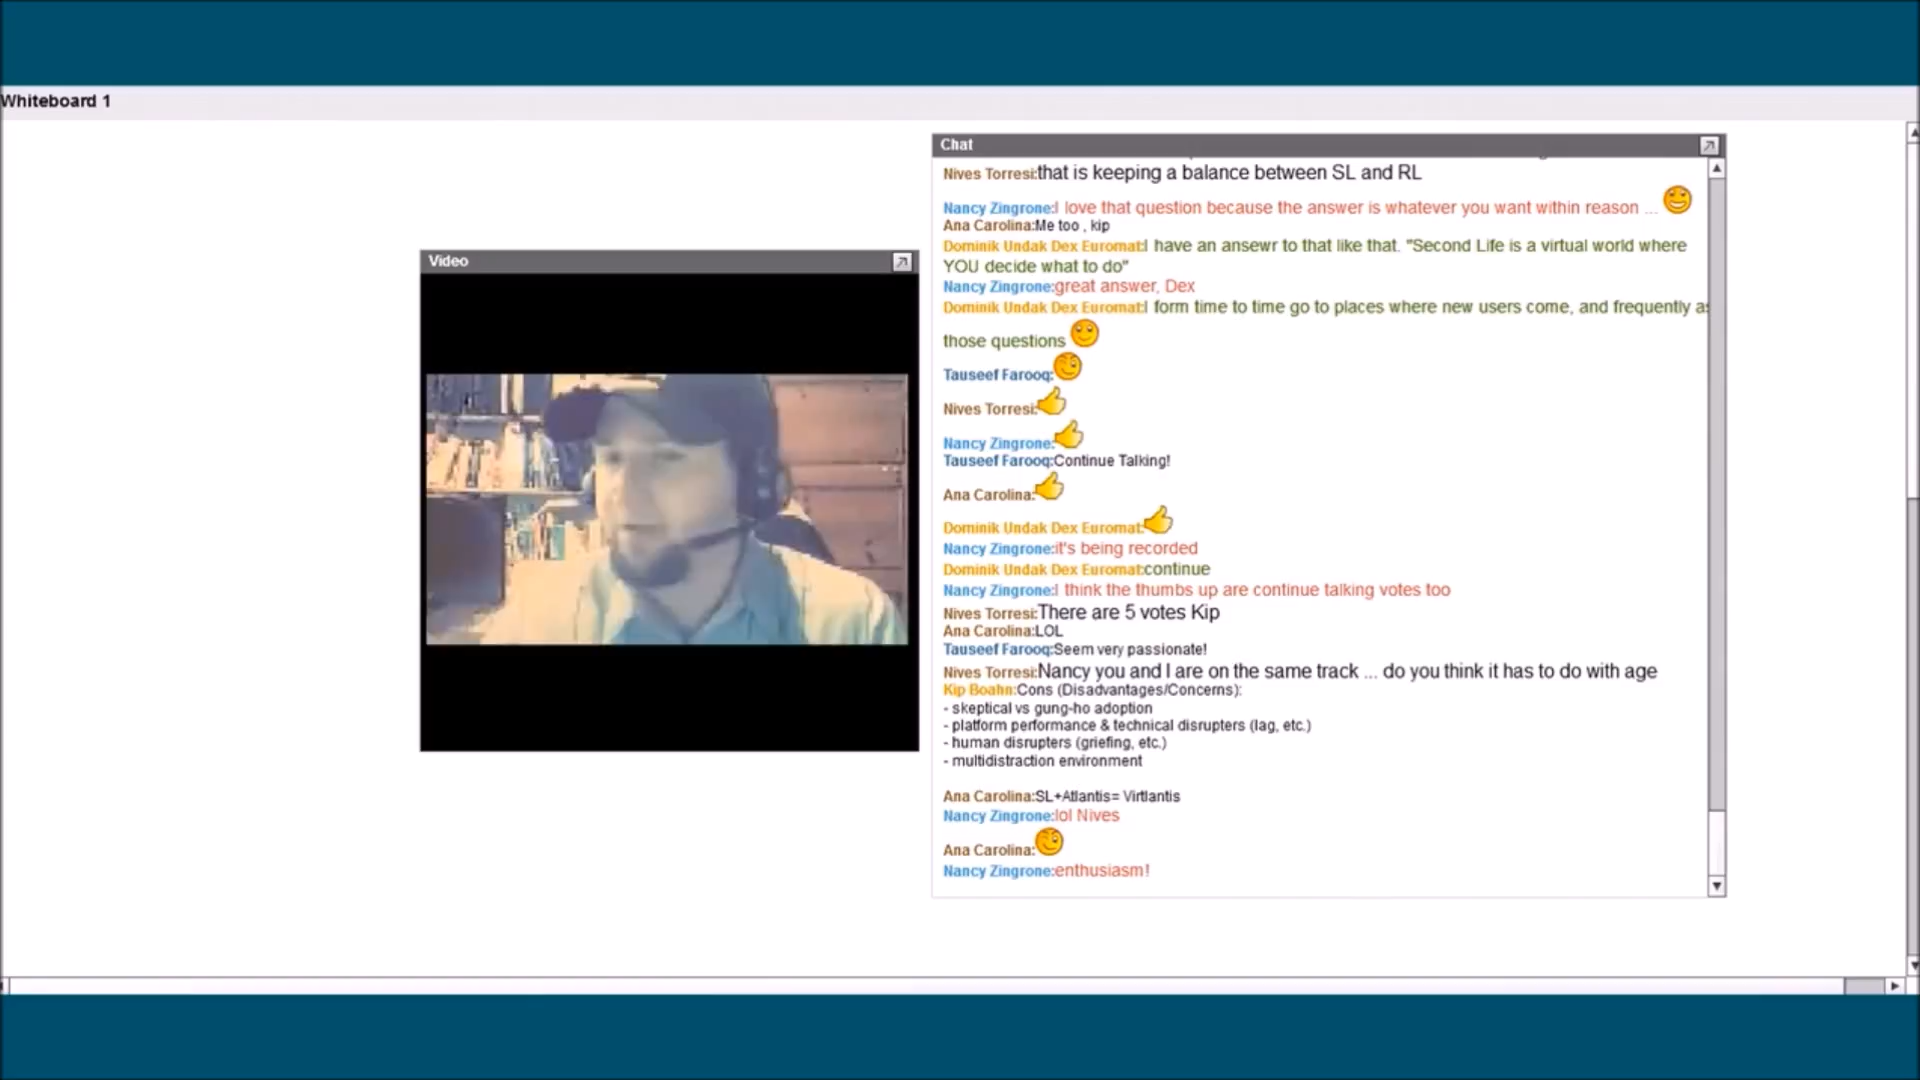 Whiteboard 1
Video
Chat
Nives Torresi:that is keeping a balance between SL and RL
Nancy Zingrone:I love that question because the answer is whatever you want within reason ...
Ana Carolina:Me too , kip
Dominik Undak Dex Euromat:I have an ansewr to that like that. "Second Life is a virtual world where
YOU decide what to do"
Nancy Zingrone:great answer, Dex
Dominik Undak Dex Euromat:I form time to time go to places where new users come, and frequently
those questions
Tauseef Farooq:
Nives Torresi:
Nancy Zingrone:
Tauseef Farooq:Continue Talking!
Ana Carolina:
Dominik Undak Dex Euromat:
Nancy Zingrone:it's being recorded
Dominik Undak Dex Euromat:continue
Nancy Zingrone:I think the thumbs up are continue talking votes too
Nives Torresi:There are 5 votes Kip
Ana Carolina:LOL
Tauseef Farooq:Seem very passionate!
Nives Torresi:Nancy you and I are on the same track ... do you think it has to do with age
Kip Boahn:Cons (Disadvantages/Concerns):
- skeptical vs gung-ho adoption
- platform performance & technical disrupters (lag, etc.)
- human disrupters (griefing, etc.)
- multidistraction environment
Ana Carolina:SL+Atlantis= Virtlantis
Nancy Zingrone:lol Nives
Ana Carolina:
Nancy Zingrone:enthusiasm!